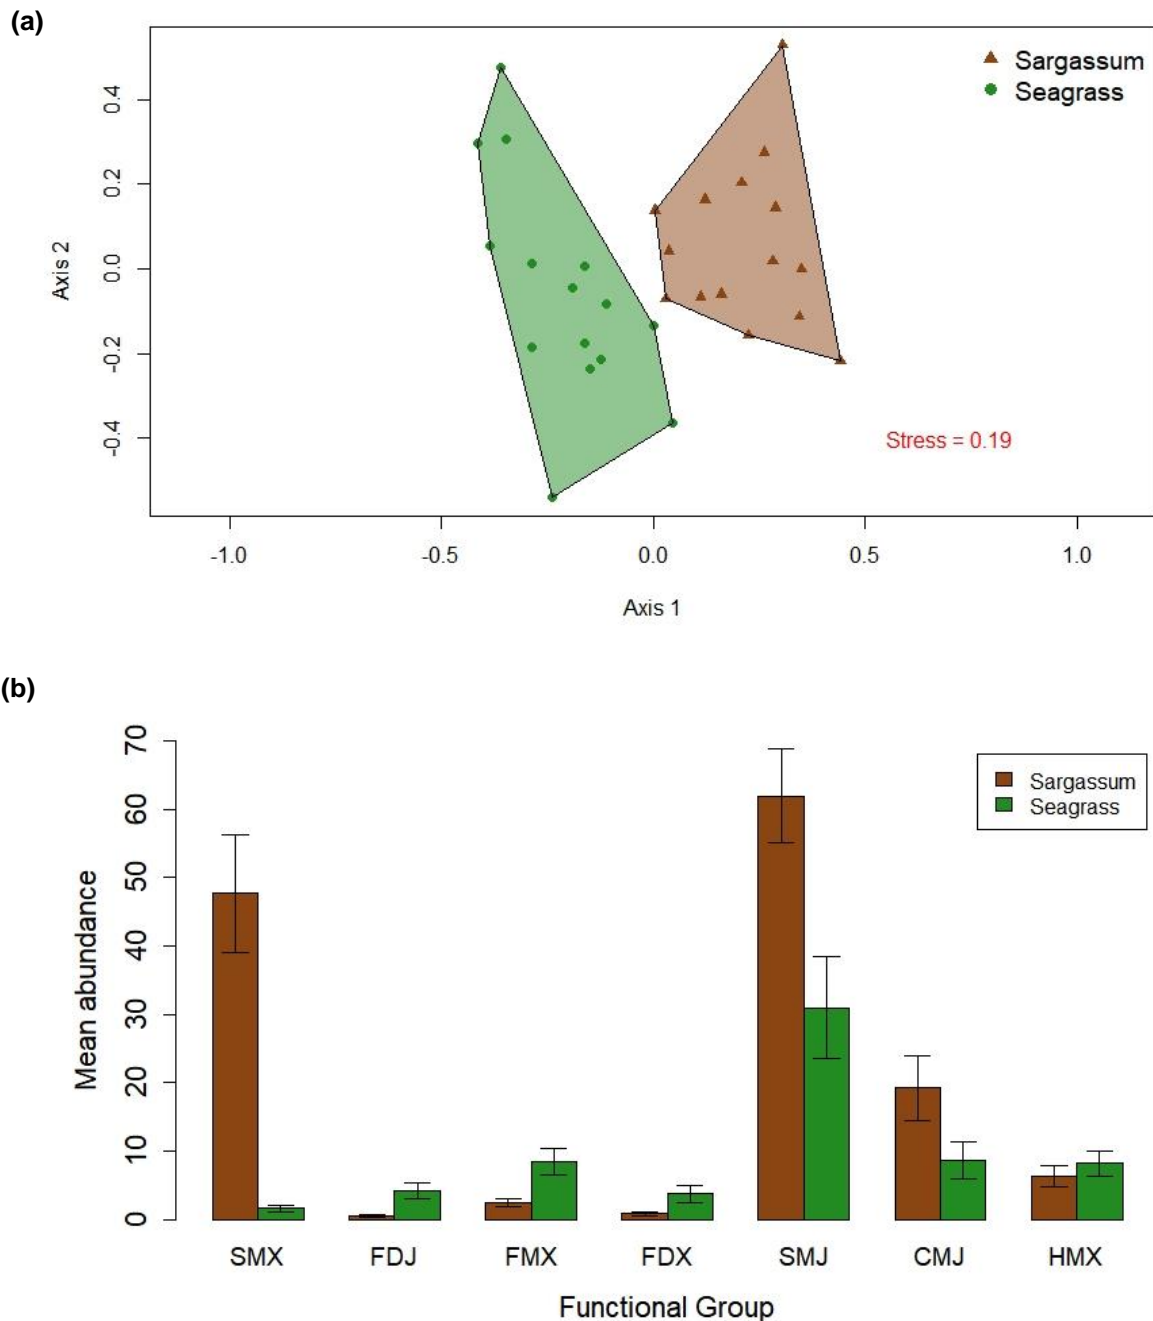 (a)
Sargassum
Seagrass
0.4
0.2
0.0
-0.2
-0.4
Axis 2
Stress = 0.19
-1.0 -0.5 0.0 0.5 1.0
Axis 1
(b)
70
60
50
40
30
20
10
0
Mean abundance
Sargassum
Seagrass
SMX FDJ FMX FDX SMJ CMJ HMX
Functional Group